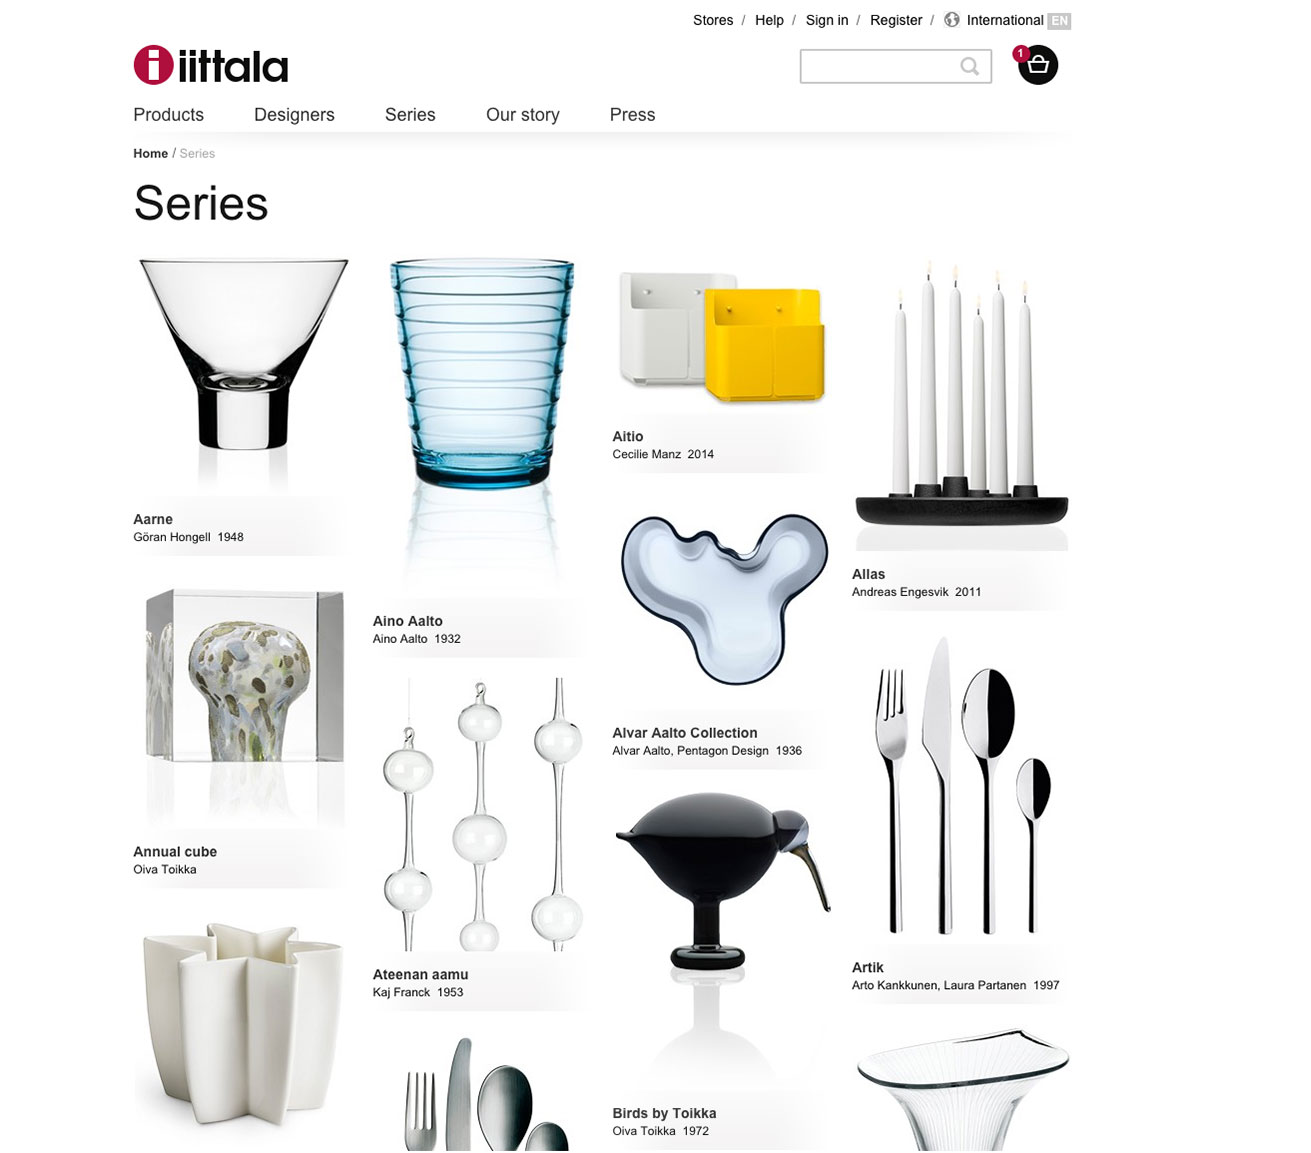 Stores / Help / Sign in / Register / International EN
iittala
1
Products Designers Series Our story Press
Home / Series
Series
Aarne
Göran Hongell 1948
Aino Aalto
Aino Aalto 1932
Aitio
Cecilie Manz 2014
Allas
Andreas Engesvik 2011
Annual cube
Oiva Toikka
Ateenan aamu
Kaj Franck 1953
Alvar Aalto Collection
Alvar Aalto, Pentagon Design 1936
Artik
Arto Kankkunen, Laura Partanen 1997
Birds by Toikka
Oiva Toikka 1972